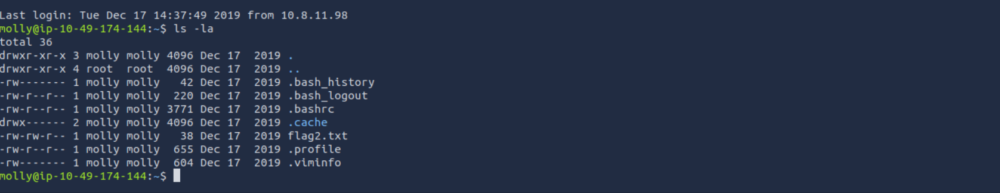 Last login: Tue Dec 17 14:37:49 2019 from 10.8.11.98
molly@ip-10-49-174-144:~$ ls -la
total 36
drwxr-xr-x 3 molly molly 4096 Dec 17  2019 .
drwxr-xr-x 4 root  root  4096 Dec 17  2019 ..
-rw------- 1 molly molly   42 Dec 17  2019 .bash_history
-rw-r--r-- 1 molly molly  220 Dec 17  2019 .bash_logout
-rw-r--r-- 1 molly molly 3771 Dec 17  2019 .bashrc
drwx------ 2 molly molly 4096 Dec 17  2019 .cache
-rw-rw-r-- 1 molly molly   38 Dec 17  2019 flag2.txt
-rw-r--r-- 1 molly molly  655 Dec 17  2019 .profile
-rw------- 1 molly molly  604 Dec 17  2019 .viminfo
molly@ip-10-49-174-144:~$